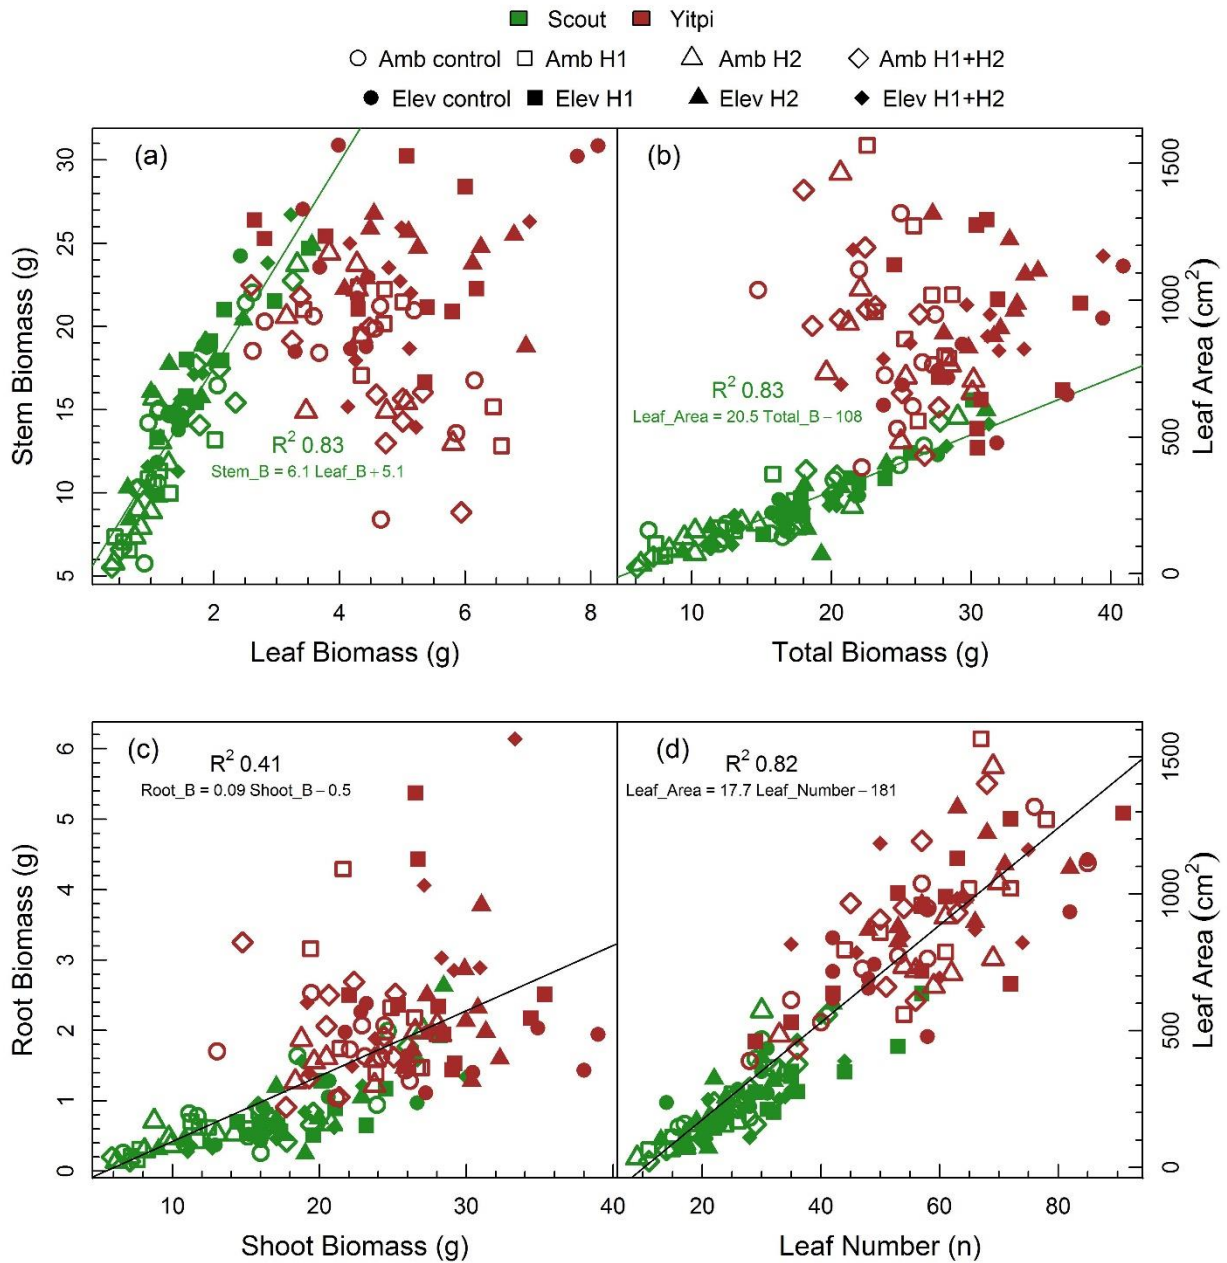 Scout Yitpi
Amb control Amb H1 Amb H2 Amb H1+H2
Elev control Elev H1 Elev H2 Elev H1+H2
(a)
R² 0.83
Stem_B = 6.1 Leaf_B + 5.1
Stem Biomass (g)
5 10 15 20 25 30
2 4 6 8
Leaf Biomass (g)
(b)
R² 0.83
Leaf_Area = 20.5 Total_B − 108
Leaf Area (cm²)
0 500 1000 1500
10 20 30 40
Total Biomass (g)
(c)
R² 0.41
Root_B = 0.09 Shoot_B − 0.5
Root Biomass (g)
0 1 2 3 4 5 6
10 20 30 40
Shoot Biomass (g)
(d)
R² 0.82
Leaf_Area = 17.7 Leaf_Number − 181
Leaf Area (cm²)
0 500 1000 1500
20 40 60 80
Leaf Number (n)